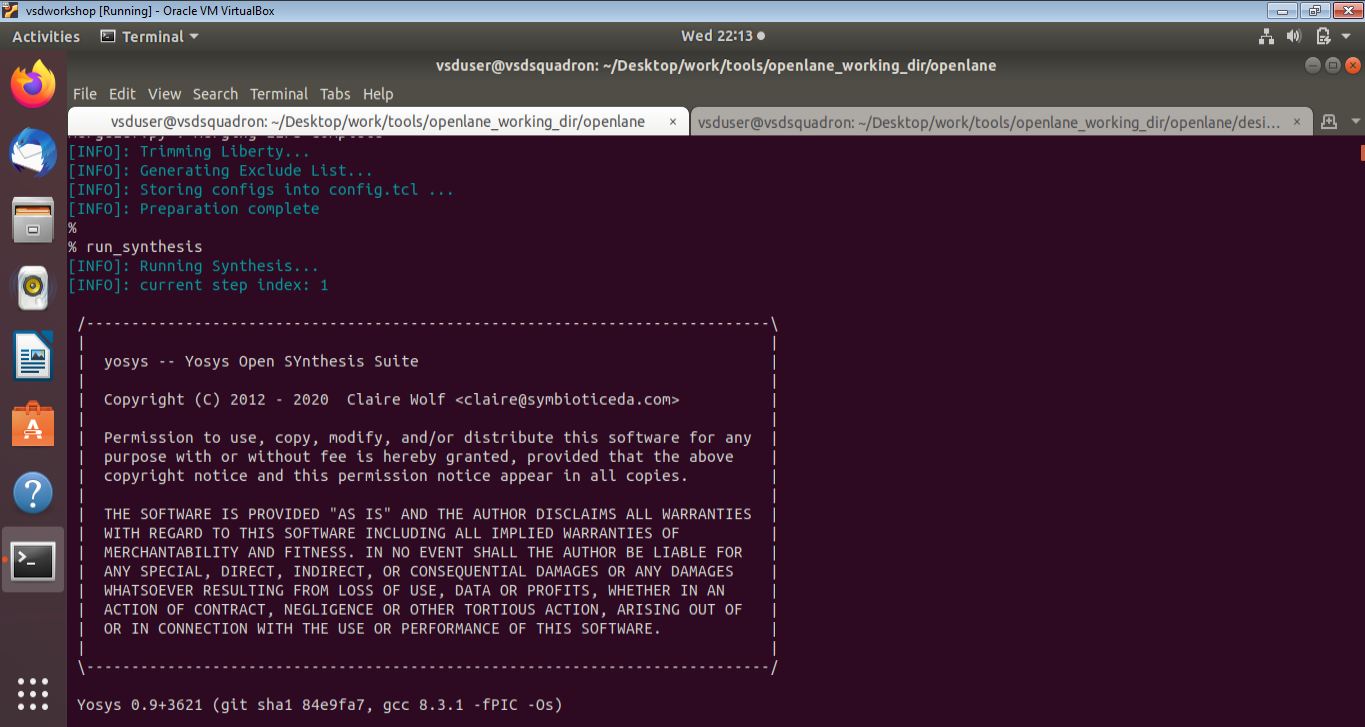 vsdworkshop [Running] - Oracle VM VirtualBox
Activities Terminal Wed 22:13
vsduser@vsdsquadron: ~/Desktop/work/tools/openlane_working_dir/openlane
File Edit View Search Terminal Tabs Help
vsduser@vsdsquadron: ~/Desktop/work/tools/openlane_working_dir/openlane × vsduser@vsdsquadron: ~/Desktop/work/tools/openlane_working_dir/openlane/desi... ×
[INFO]: Trimming Liberty...
[INFO]: Generating Exclude List...
[INFO]: Storing configs into config.tcl ...
[INFO]: Preparation complete
%
% run_synthesis
[INFO]: Running Synthesis...
[INFO]: current step index: 1
/----------------------------------------------------------------------------\
| |
| yosys -- Yosys Open SYnthesis Suite |
| |
| Copyright (C) 2012 - 2020 Claire Wolf <claire@symbioticeda.com> |
| |
| Permission to use, copy, modify, and/or distribute this software for any |
| purpose with or without fee is hereby granted, provided that the above |
| copyright notice and this permission notice appear in all copies. |
| |
| THE SOFTWARE IS PROVIDED "AS IS" AND THE AUTHOR DISCLAIMS ALL WARRANTIES |
| WITH REGARD TO THIS SOFTWARE INCLUDING ALL IMPLIED WARRANTIES OF |
| MERCHANTABILITY AND FITNESS. IN NO EVENT SHALL THE AUTHOR BE LIABLE FOR |
| ANY SPECIAL, DIRECT, INDIRECT, OR CONSEQUENTIAL DAMAGES OR ANY DAMAGES |
| WHATSOEVER RESULTING FROM LOSS OF USE, DATA OR PROFITS, WHETHER IN AN |
| ACTION OF CONTRACT, NEGLIGENCE OR OTHER TORTIOUS ACTION, ARISING OUT OF |
| OR IN CONNECTION WITH THE USE OR PERFORMANCE OF THIS SOFTWARE. |
| |
\----------------------------------------------------------------------------/
Yosys 0.9+3621 (git sha1 84e9fa7, gcc 8.3.1 -fPIC -Os)